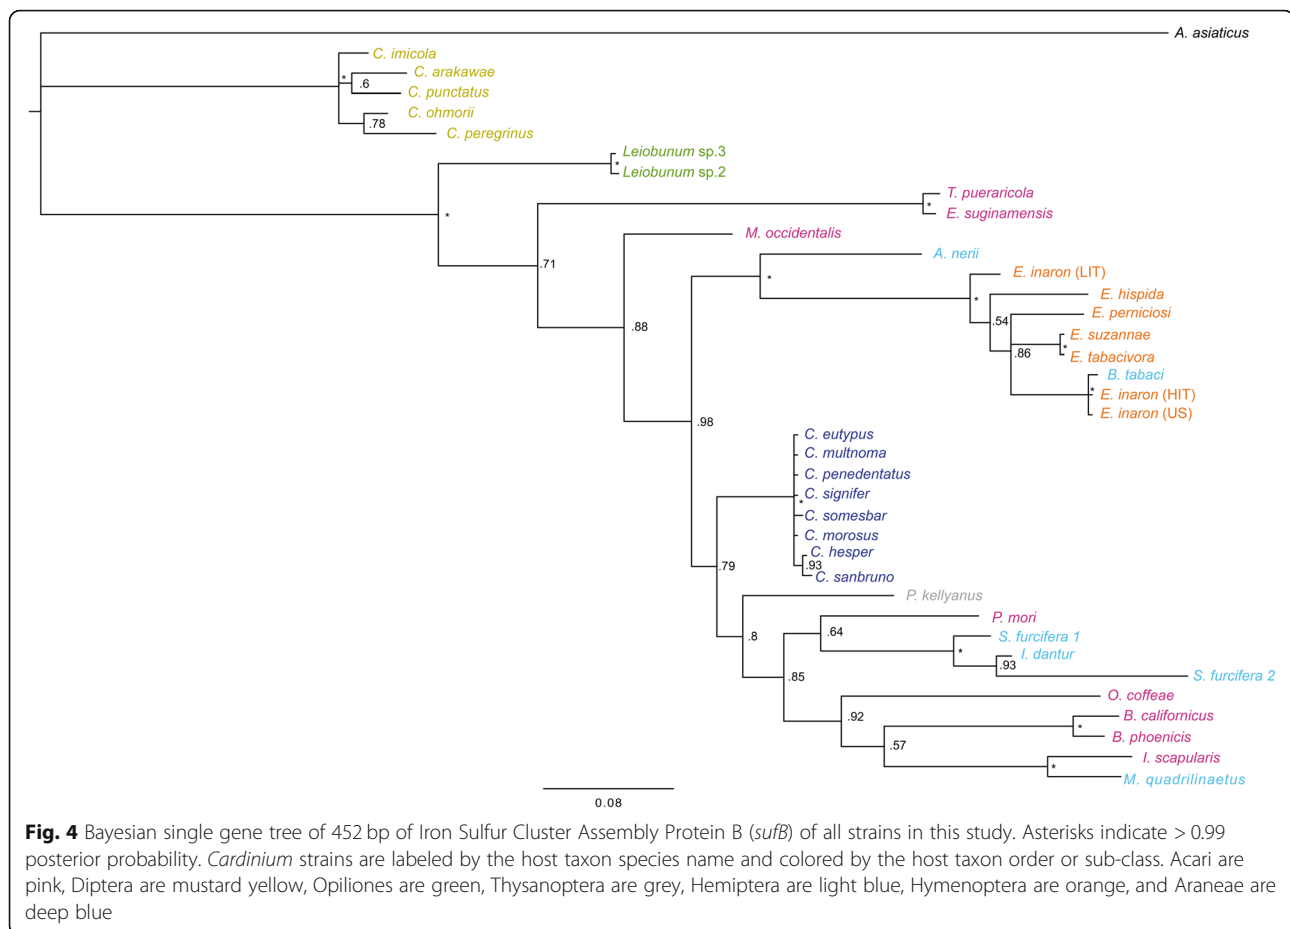 A. asiaticus
C. imicola
*
C. arakawae
.6
C. punctatus
C. ohmorii
.78
C. peregrinus
Leiobunum sp.3
*
Leiobunum sp.2
T. pueraricola
*
E. suginamensis
*
M. occidentalis
A. nerii
.71
E. inaron (LIT)
*
E. hispida
*
E. perniciosi
.54
.88
E. suzannae
*
.86
E. tabacivora
B. tabaci
*
E. inaron (HIT)
E. inaron (US)
.98
C. eutypus
C. multnoma
C. penedentatus
C. signifer
*
C. somesbar
C. morosus
C. hesper
.79
.93
C. sanbruno
P. kellyanus
P. mori
.8
.64
S. furcifera 1
*
I. dantur
.93
.85
S. furcifera 2
O. coffeae
.92
B. californicus
*
B. phoenicis
.57
I. scapularis
*
M. quadrilinaetus
0.08
Fig. 4 Bayesian single gene tree of 452 bp of Iron Sulfur Cluster Assembly Protein B (sufB) of all strains in this study. Asterisks indicate > 0.99
posterior probability. Cardinium strains are labeled by the host taxon species name and colored by the host taxon order or sub-class. Acari are
pink, Diptera are mustard yellow, Opiliones are green, Thysanoptera are grey, Hemiptera are light blue, Hymenoptera are orange, and Araneae are
deep blue